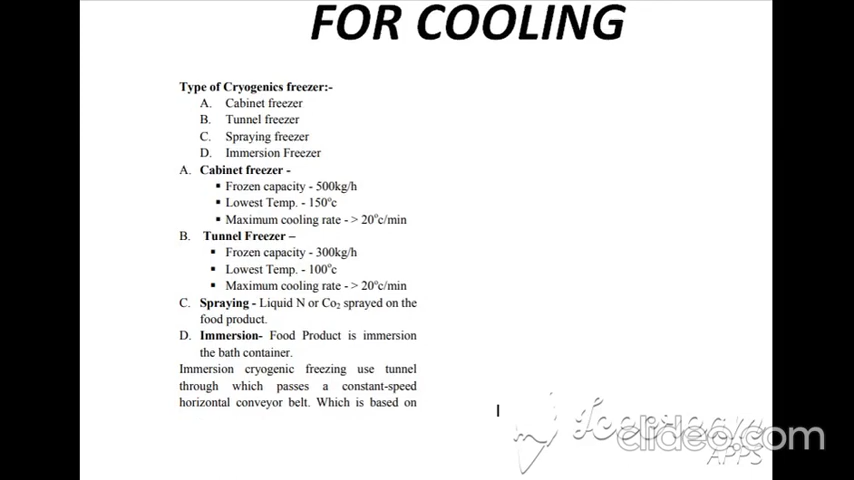 FOR COOLING
Type of Cryogenics freezer:-
A. Cabinet freezer
B. Tunnel freezer
C. Spraying freezer
D. Immersion Freezer
A. Cabinet freezer -
▪ Frozen capacity - 500kg/h
▪ Lowest Temp. - 150°c
▪ Maximum cooling rate - > 20°c/min
B. Tunnel Freezer –
▪ Frozen capacity - 300kg/h
▪ Lowest Temp. - 100°c
▪ Maximum cooling rate - > 20°c/min
C. Spraying - Liquid N or Co₂ sprayed on the
food product.
D. Immersion- Food Product is immersion
the bath container.
Immersion cryogenic freezing use tunnel
through which passes a constant-speed
horizontal conveyor belt. Which is based on
clideo.com
APPS